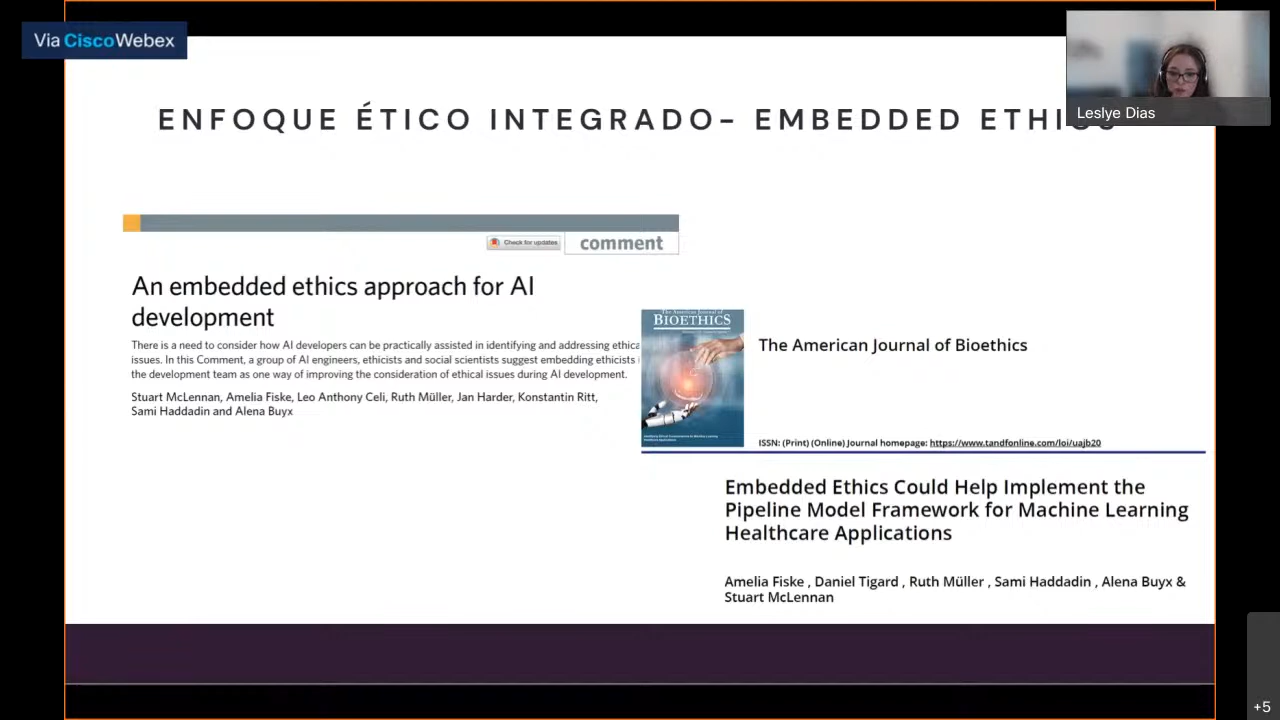 Via Cisco Webex
Leslye Dias
ENFOQUE ÉTICO INTEGRADO– EMBEDDED ETHICS
Check for updates
comment
An embedded ethics approach for AI
development
There is a need to consider how AI developers can be practically assisted in identifying and addressing ethica
issues. In this Comment, a group of AI engineers, ethicists and social scientists suggest embedding ethicists i
the development team as one way of improving the consideration of ethical issues during AI development.
Stuart McLennan, Amelia Fiske, Leo Anthony Celi, Ruth Müller, Jan Harder, Konstantin Ritt,
Sami Haddadin and Alena Buyx
The American Journal of
BIOETHICS
The American Journal of Bioethics
ISSN: (Print) (Online) Journal homepage: https://www.tandfonline.com/loi/uajb20
Embedded Ethics Could Help Implement the
Pipeline Model Framework for Machine Learning
Healthcare Applications
Amelia Fiske , Daniel Tigard , Ruth Müller , Sami Haddadin , Alena Buyx &
Stuart McLennan
+5